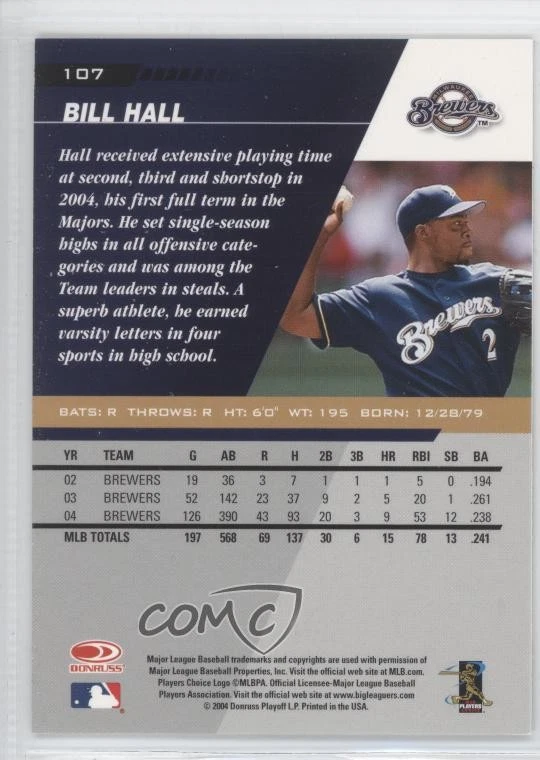 107
BILL HALL
MILWAUKEE
Brewers
TM
Hall received extensive playing time
at second, third and shortstop in
2004, his first full term in the
Majors. He set single-season
highs in all offensive cate-
gories and was among the
Team leaders in steals. A
superb athlete, he earned
varsity letters in four
sports in high school.
Brewers
2
BATS: R THROWS: R HT: 6'0" WT: 195 BORN: 12/28/79
YR TEAM G AB R H 2B 3B HR RBI SB BA
02 BREWERS 19 36 3 7 1 1 1 5 0 .194
03 BREWERS 52 142 23 37 9 2 5 20 1 .261
04 BREWERS 126 390 43 93 20 3 9 53 12 .238
MLB TOTALS 197 568 69 137 30 6 15 78 13 .241
COMC
DONRUSS
Major League Baseball trademarks and copyrights are used with permission of
Major League Baseball Properties, Inc. Visit the official web site at MLB.com.
Players Choice Logo ©MLBPA. Official Licensee-Major League Baseball
Players Association. Visit the official web site at www.bigleaguers.com
© 2004 Donruss Playoff L.P. Printed in the USA.
PLAYERS